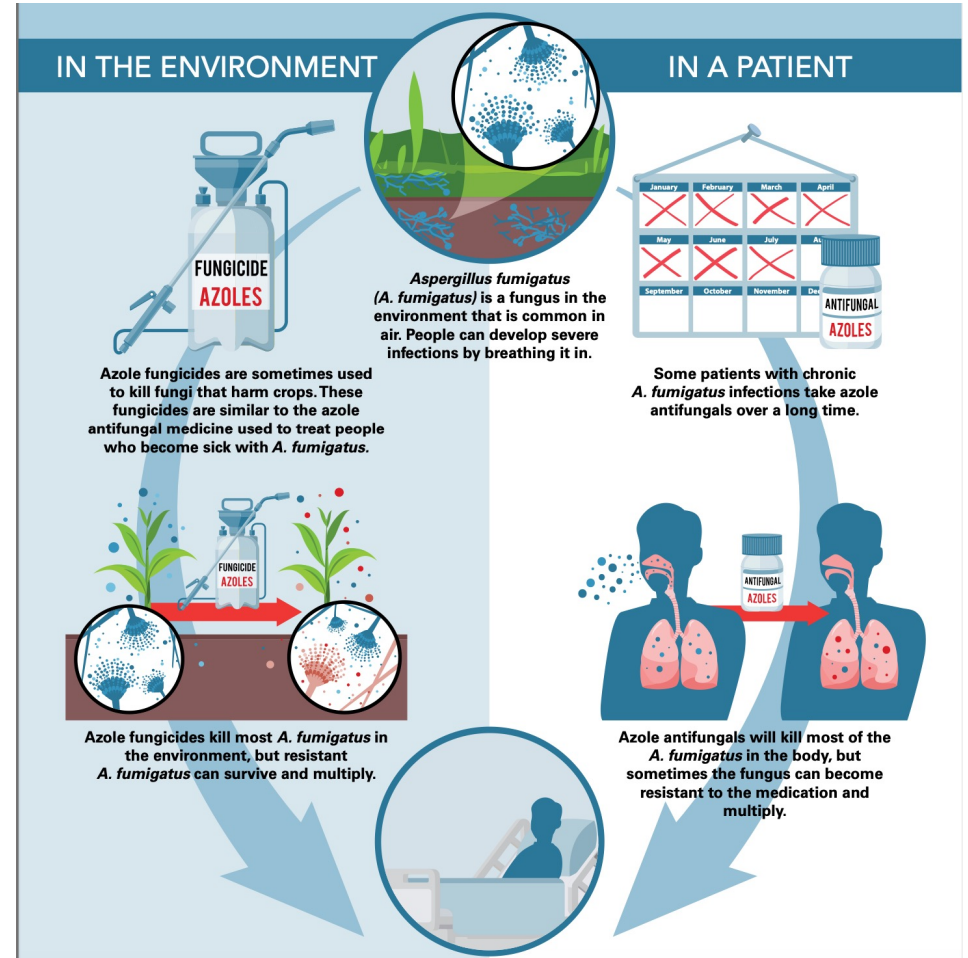 IN THE ENVIRONMENT
IN A PATIENT
FUNGICIDE
AZOLES
Azole fungicides are sometimes used
to kill fungi that harm crops. These
fungicides are similar to the azole
antifungal medicine used to treat people
who become sick with A. fumigatus.
Aspergillus fumigatus
(A. fumigatus) is a fungus in the
environment that is common in
air. People can develop severe
infections by breathing it in.
January February March April
May June July Au
September October November Dec
ANTIFUNGAL
AZOLES
Some patients with chronic
A. fumigatus infections take azole
antifungals over a long time.
FUNGICIDE
AZOLES
Azole fungicides kill most A. fumigatus in
the environment, but resistant
A. fumigatus can survive and multiply.
ANTIFUNGAL
AZOLES
Azole antifungals will kill most of the
A. fumigatus in the body, but
sometimes the fungus can become
resistant to the medication and
multiply.